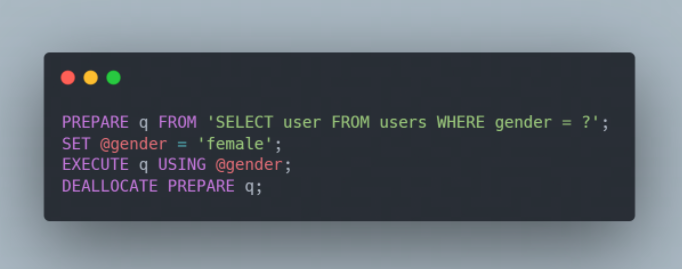 PREPARE q FROM 'SELECT user FROM users WHERE gender = ?';
SET @gender = 'female';
EXECUTE q USING @gender;
DEALLOCATE PREPARE q;